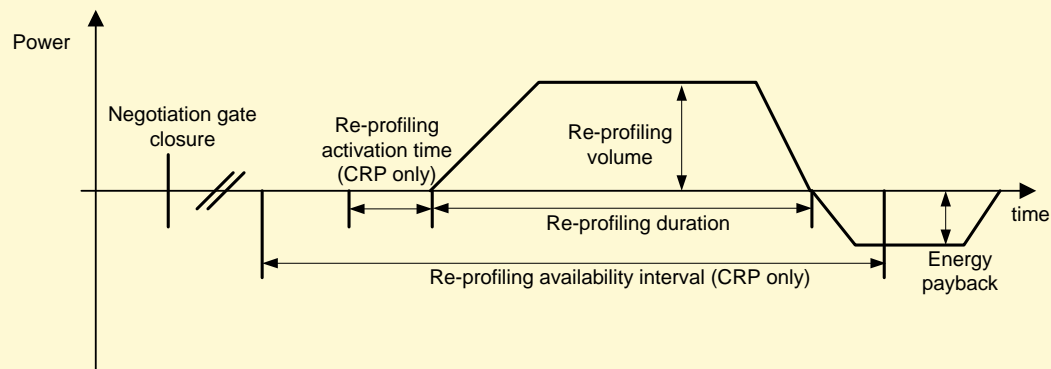 Power
Negotiation gate
closure
Re-profiling
activation time
(CRP only)
Re-profiling
volume
Re-profiling duration
time
Re-profiling availability interval (CRP only)
Energy
payback